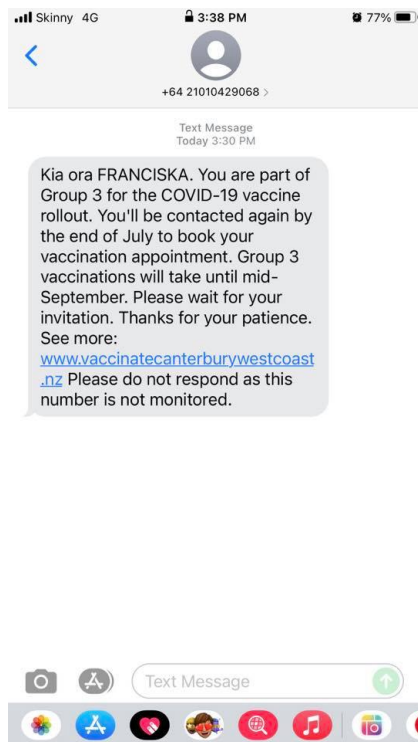 Skinny 4G 3:38 PM 77%
+64 21010429068 >
Text Message
Today 3:30 PM
Kia ora FRANCISKA. You are part of
Group 3 for the COVID-19 vaccine
rollout. You'll be contacted again by
the end of July to book your
vaccination appointment. Group 3
vaccinations will take until mid-
September. Please wait for your
invitation. Thanks for your patience.
See more:
www.vaccinatecanterburywestcoast
.nz Please do not respond as this
number is not monitored.
Text Message